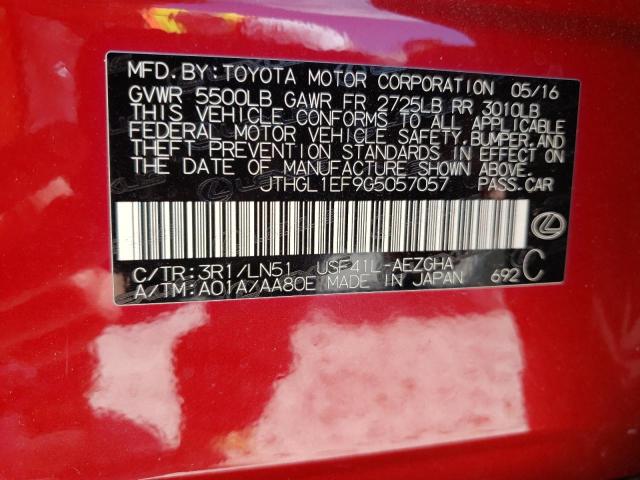 MFD.BY:TOYOTA MOTOR CORPORATION 05/16
GVWR 5500LB GAWR FR 2725LB RR 3010LB
THIS VEHICLE CONFORMS TO ALL APPLICABLE
FEDERAL MOTOR VEHICLE SAFETY,BUMPER,AND
THEFT PREVENTION STANDARDS IN EFFECT ON
THE DATE OF MANUFACTURE SHOWN ABOVE.
JTHGL1EF9G5057057 PASS.CAR
C/TR:3R1/LN51 USF41L-AEZGHA
A/TM:A01A/AA80E MADE IN JAPAN 692 C